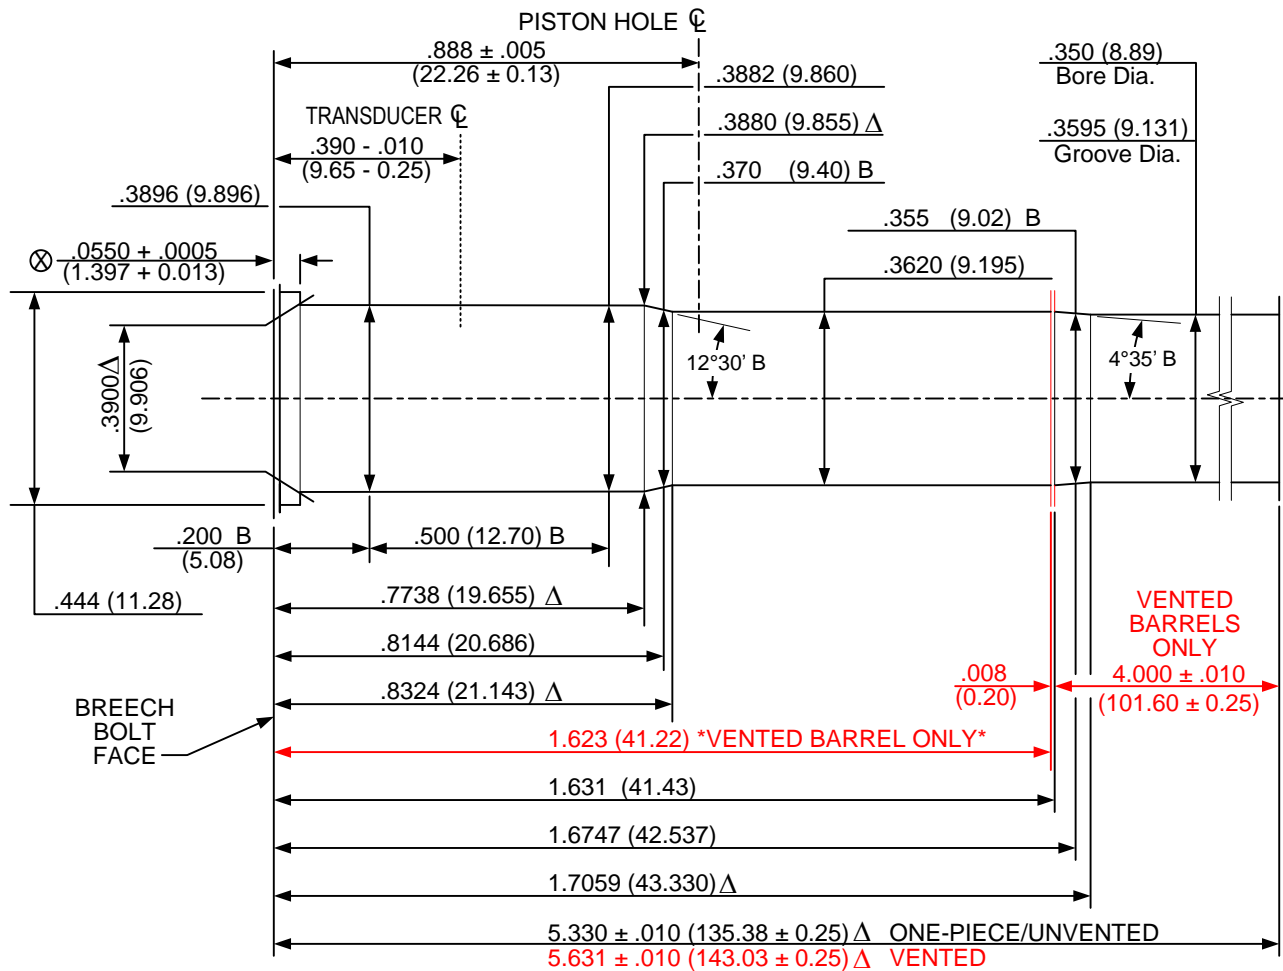 PISTON HOLE ℄
.888 ± .005
(22.26 ± 0.13)
.350 (8.89)
Bore Dia.
.3882 (9.860)
TRANSDUCER ℄
.3880 (9.855) Δ
.3595 (9.131)
Groove Dia.
.390 - .010
(9.65 - 0.25)
.370 (9.40) B
.3896 (9.896)
.355 (9.02) B
⊗ .0550 + .0005
(1.397 + 0.013)
.3620 (9.195)
12°30' B
4°35' B
.3900Δ
(9.906)
.200 B
(5.08)
.500 (12.70) B
.444 (11.28)
.7738 (19.655) Δ
VENTED
BARRELS
ONLY
4.000 ± .010
(101.60 ± 0.25)
.8144 (20.686)
.008
(0.20)
.8324 (21.143) Δ
BREECH
BOLT
FACE
1.623 (41.22) *VENTED BARREL ONLY*
1.631 (41.43)
1.6747 (42.537)
1.7059 (43.330) Δ
5.330 ± .010 (135.38 ± 0.25) Δ ONE-PIECE/UNVENTED
5.631 ± .010 (143.03 ± 0.25) Δ VENTED